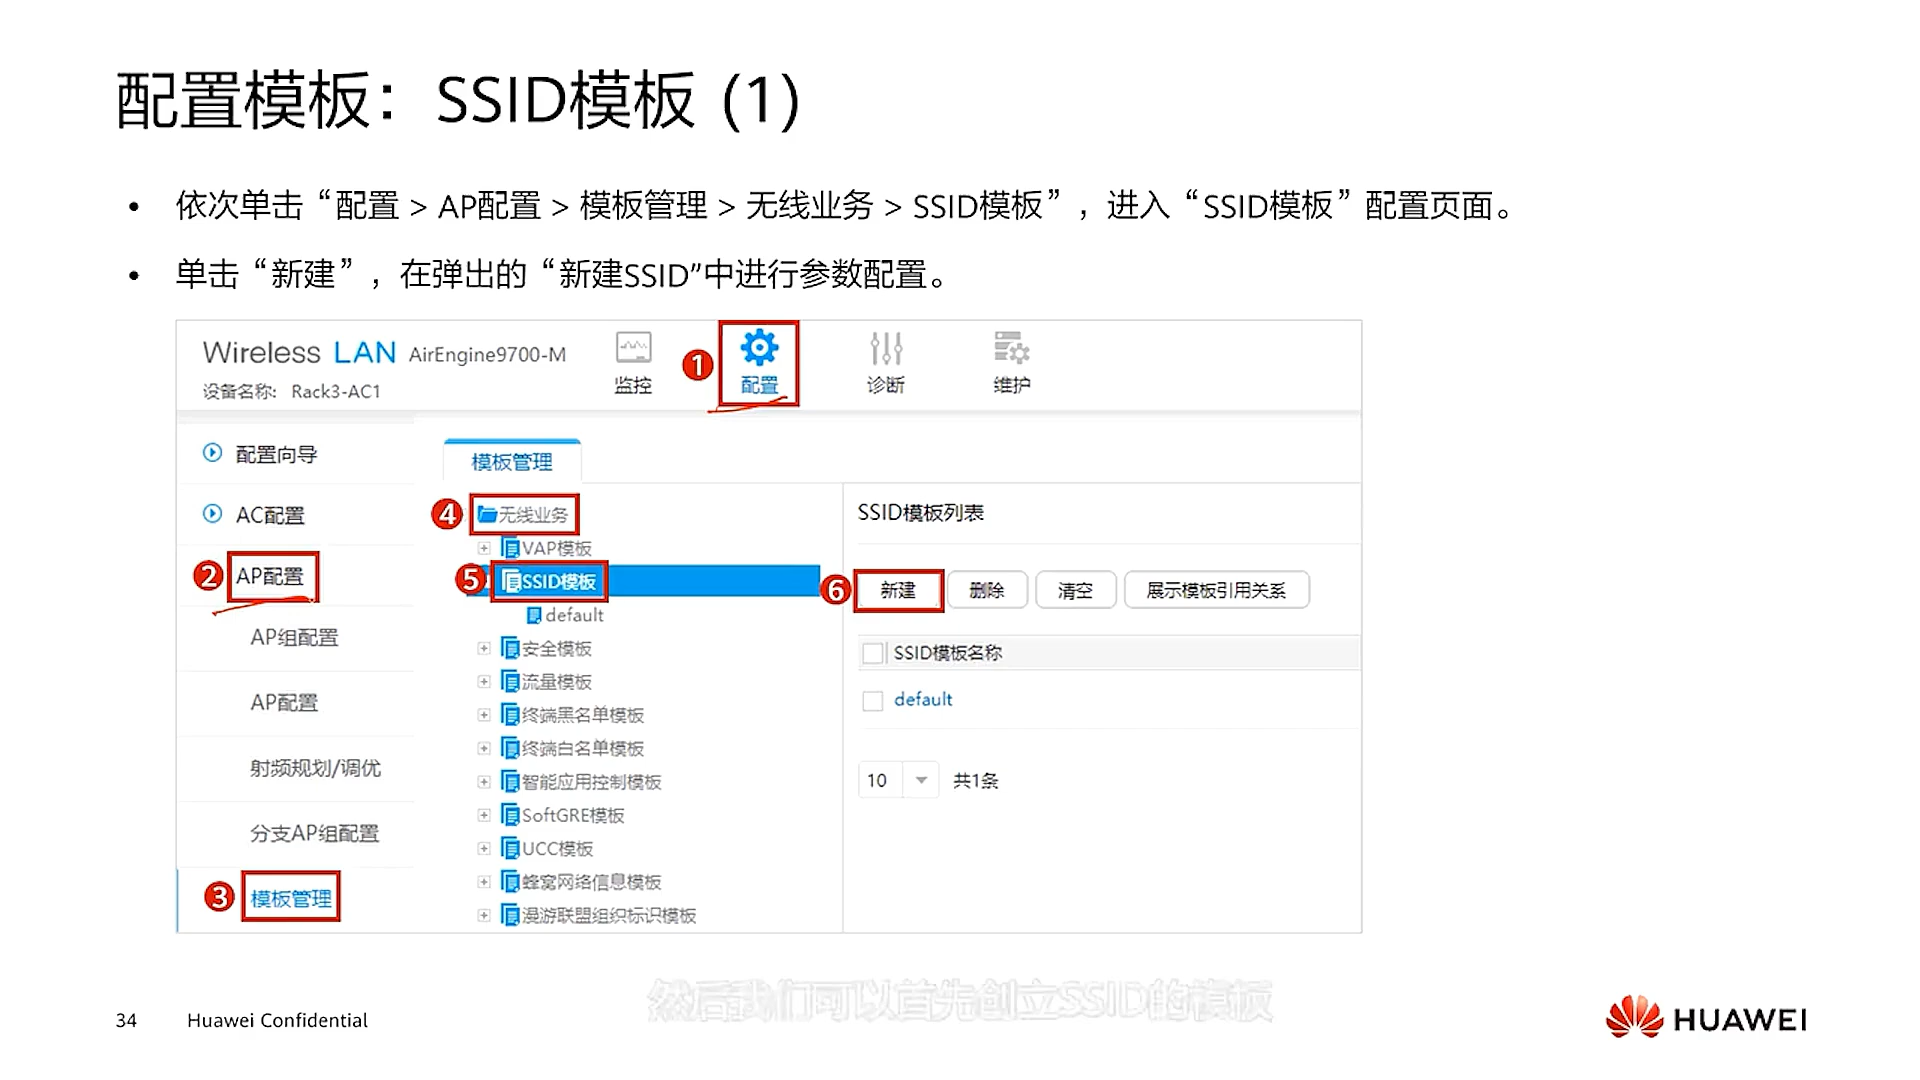 配置模板：SSID模板 (1)
• 依次单击“配置 > AP配置 > 模板管理 > 无线业务 > SSID模板”，进入“SSID模板”配置页面。
• 单击“新建”，在弹出的“新建SSID”中进行参数配置。
Wireless LAN AirEngine9700-M
设备名称: Rack3-AC1
监控
1 配置
诊断
维护
配置向导
AC配置
2 AP配置
AP组配置
AP配置
射频规划/调优
分支AP组配置
3 模板管理
模板管理
4 无线业务
VAP模板
5 SSID模板
default
安全模板
流量模板
终端黑名单模板
终端白名单模板
智能应用控制模板
SoftGRE模板
UCC模板
蜂窝网络信息模板
漫游联盟组织标识模板
SSID模板列表
6 新建 删除 清空 展示模板引用关系
SSID模板名称
default
10 共1条
然后我们可以首先创立SSID的模板
34 Huawei Confidential
HUAWEI